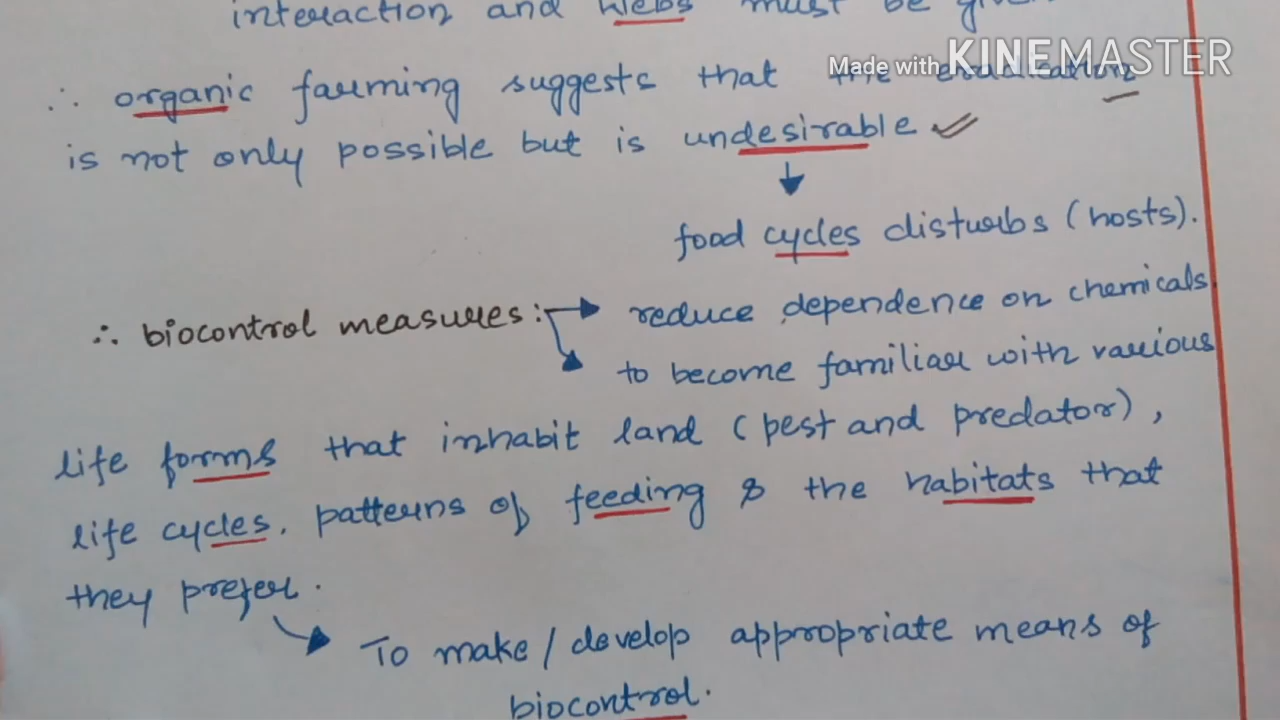 interaction and webs must be
Made with KINEMASTER
∴ organic farming suggests that the eradication
is not only possible but is undesirable
food cycles disturbs (hosts).
∴ biocontrol measures: reduce dependence on chemicals.
to become familiar with various
life forms that inhabit land (pest and predator),
life cycles. patterns of feeding & the habitats that
they prefer.
To make / develop appropriate means of
biocontrol.